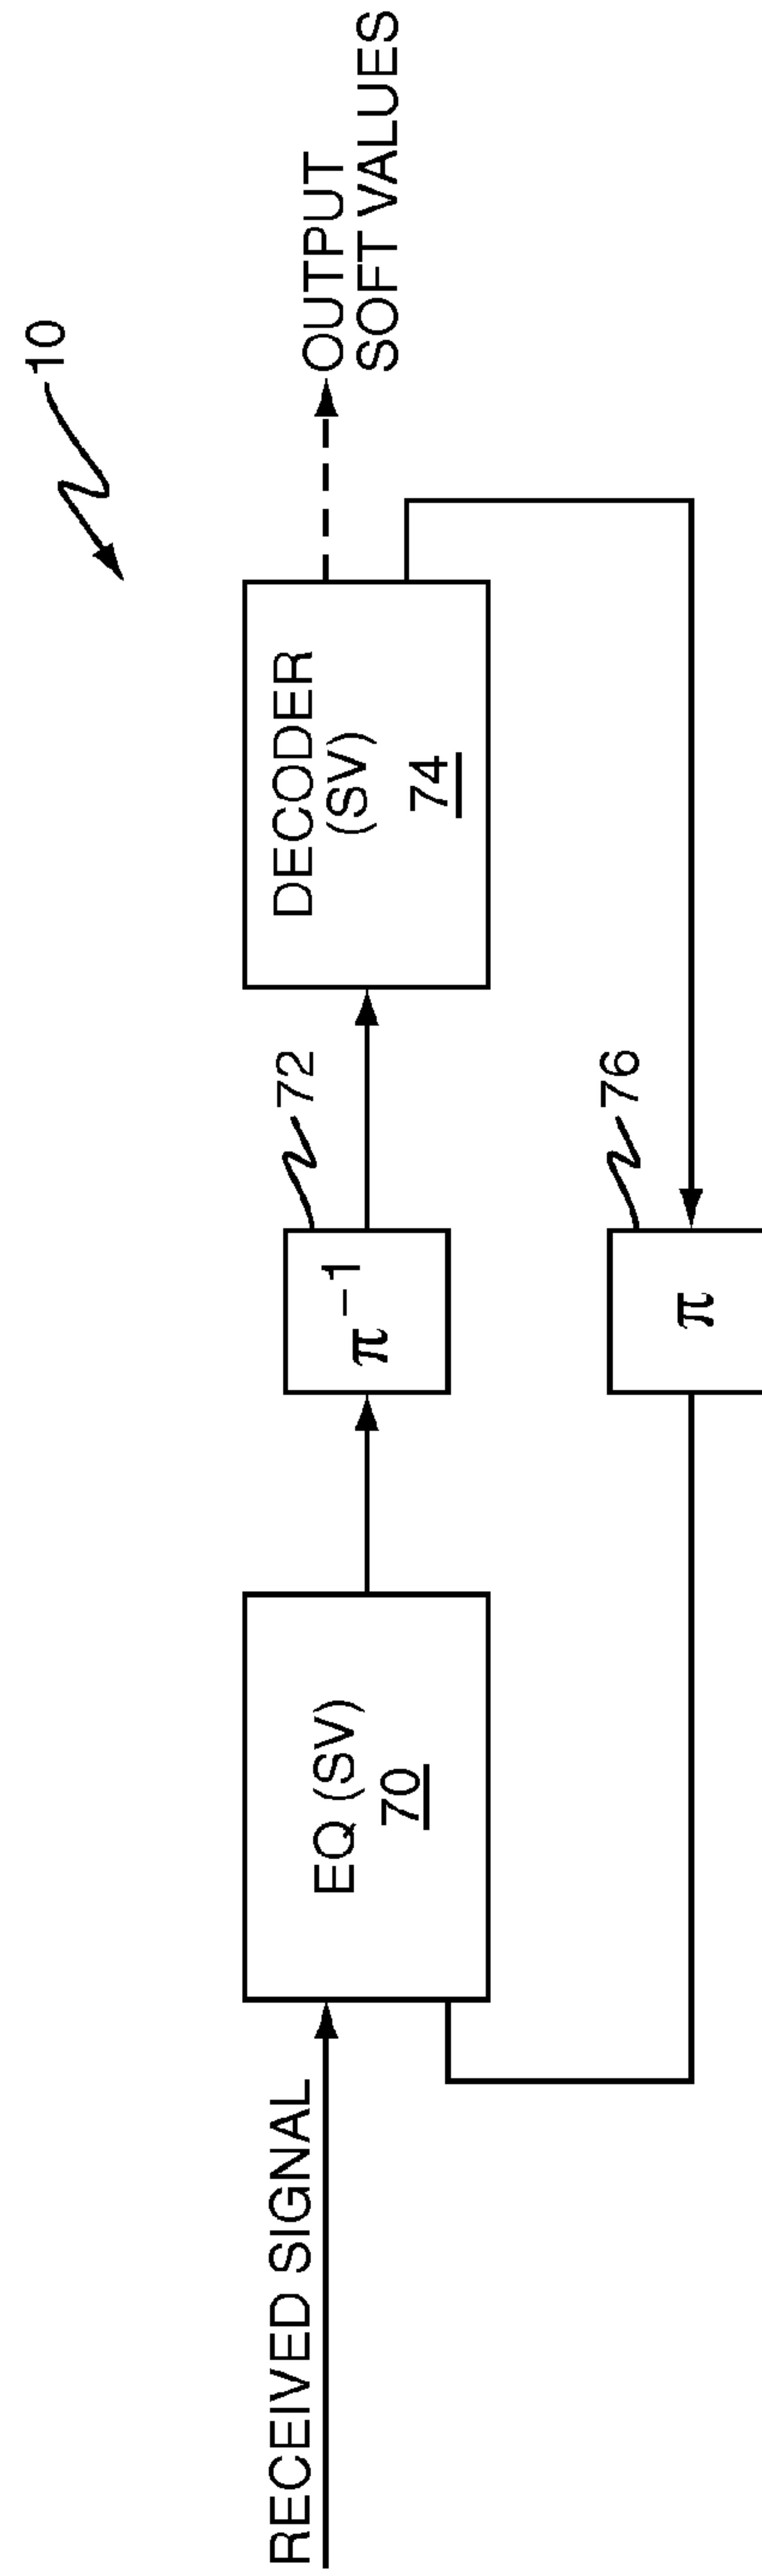 10
RECEIVED SIGNAL
EQ (SV)
70
π⁻¹
72
DECODER
(SV)
74
OUTPUT
SOFT VALUES
π
76